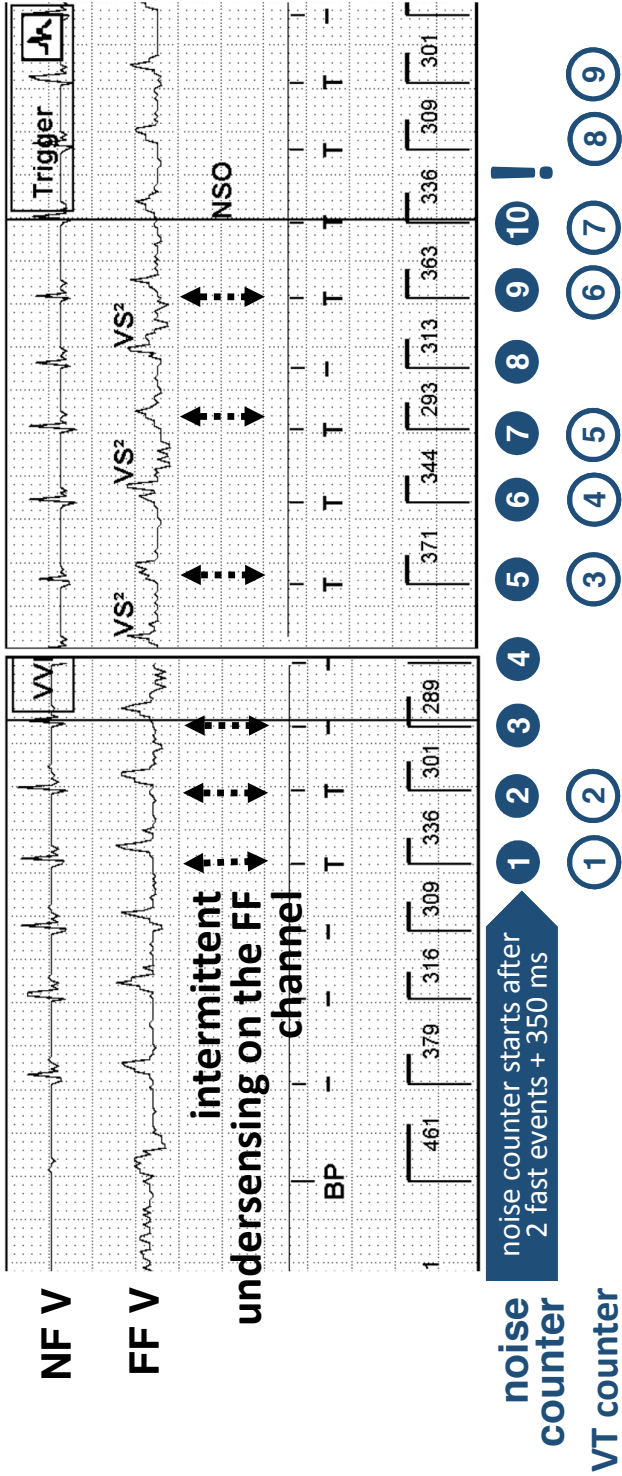 NF V
VV
Trigger
FF V
VS² VS² VS²
intermittent
undersensing on the FF
channel
NSO
BP - - - T T - - T T T - T T T T -
1 461 379 316 309 336 301 289 371 344 293 313 363 336 309 301
noise
counter
noise counter starts after
2 fast events + 350 ms
1 2 3 4 5 6 7 8 9 10 !
VT counter
1 2 3 4 5 6 7 8 9